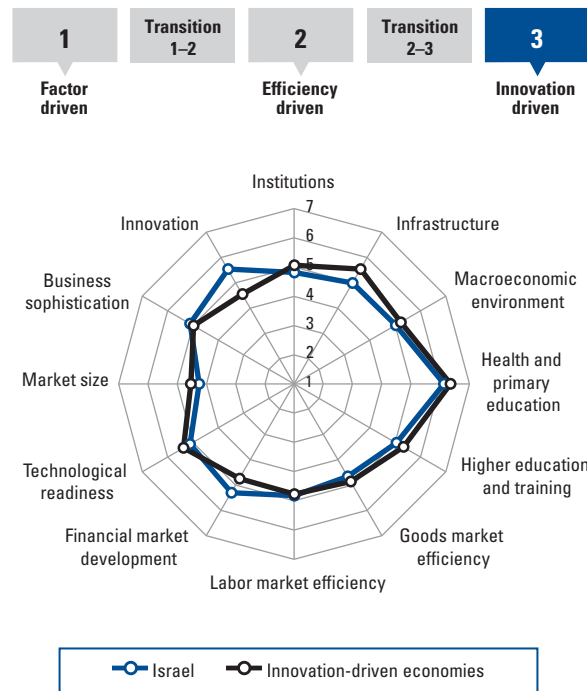 1
Transition
1–2
2
Transition
2–3
3
Factor
driven
Efficiency
driven
Innovation
driven
Institutions
Innovation
Infrastructure
Business
sophistication
Macroeconomic
environment
Market size
Health and
primary
education
Technological
readiness
Higher education
and training
Financial market
development
Goods market
efficiency
Labor market efficiency
7
6
5
4
3
2
1
Israel
Innovation-driven economies